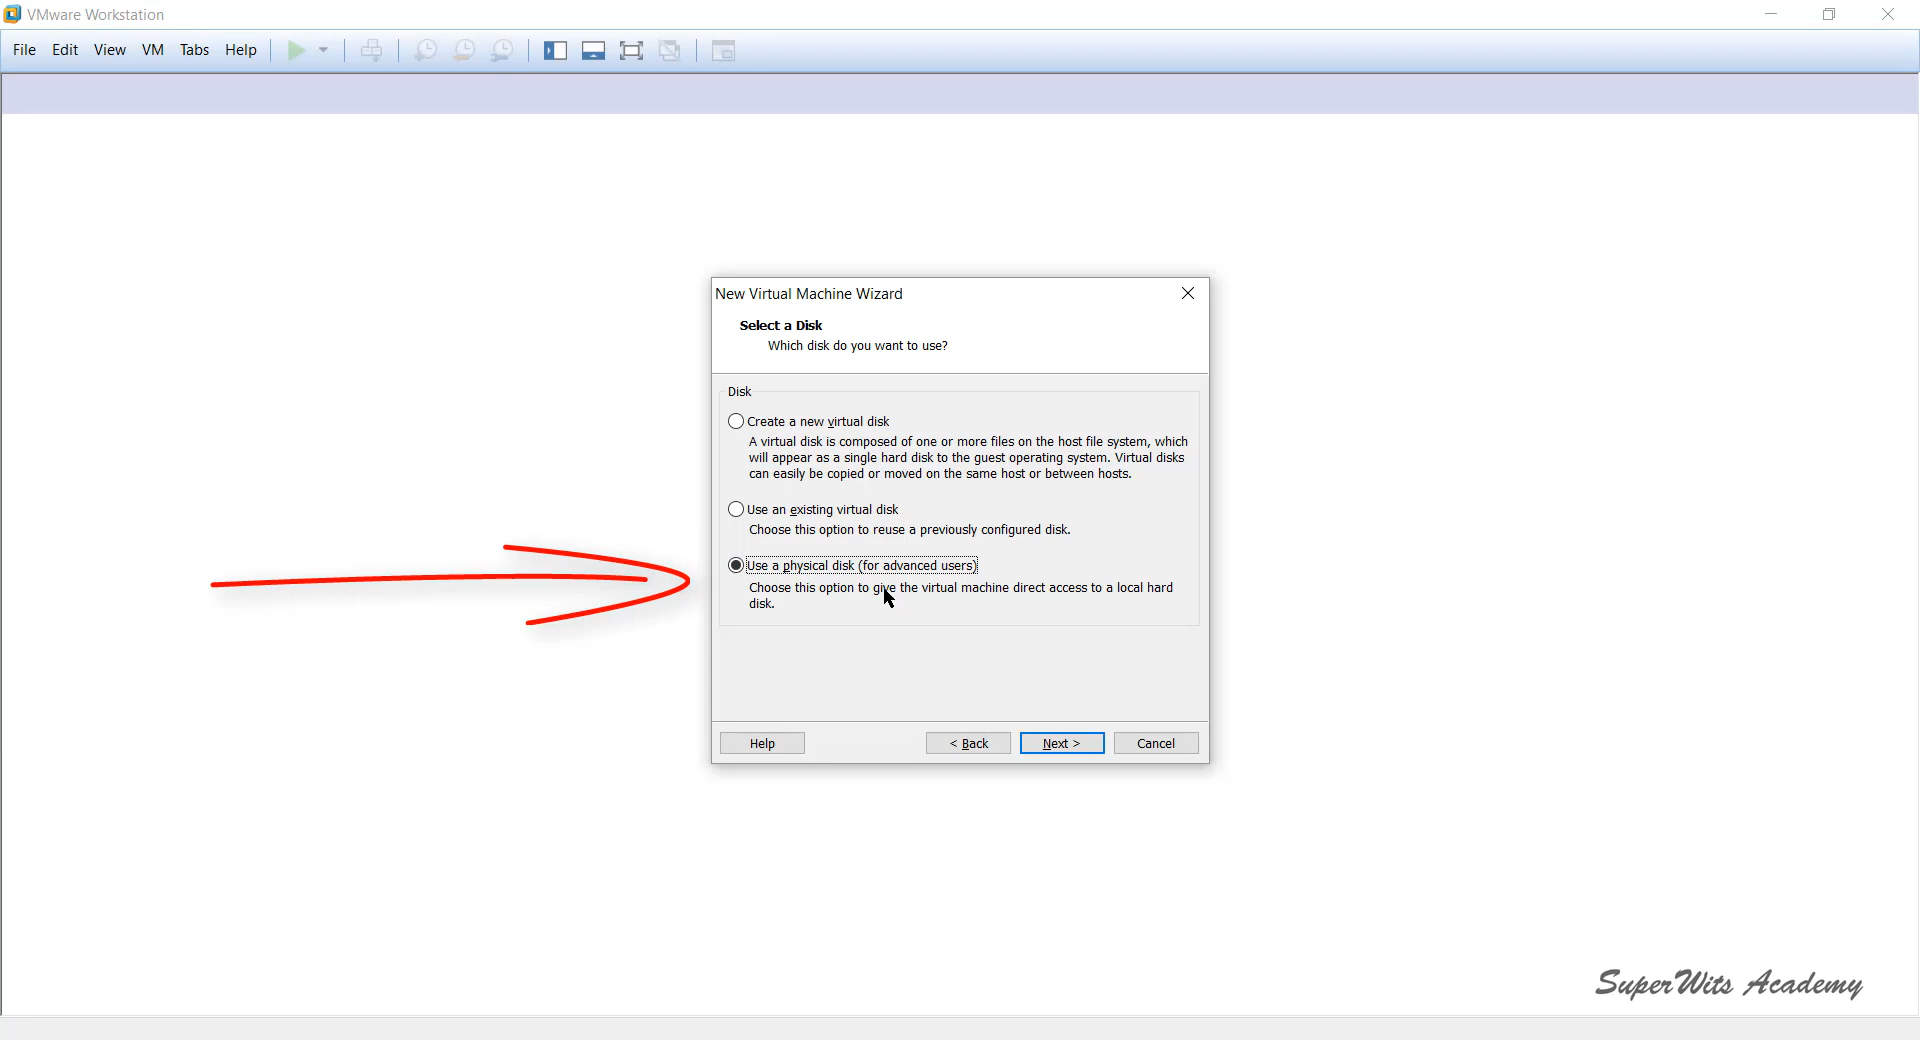 VMware Workstation
File Edit View VM Tabs Help
New Virtual Machine Wizard
Select a Disk
Which disk do you want to use?
Disk
Create a new virtual disk
A virtual disk is composed of one or more files on the host file system, which
will appear as a single hard disk to the guest operating system. Virtual disks
can easily be copied or moved on the same host or between hosts.
Use an existing virtual disk
Choose this option to reuse a previously configured disk.
Use a physical disk (for advanced users)
Choose this option to give the virtual machine direct access to a local hard
disk.
Help < Back Next > Cancel
SuperWits Academy